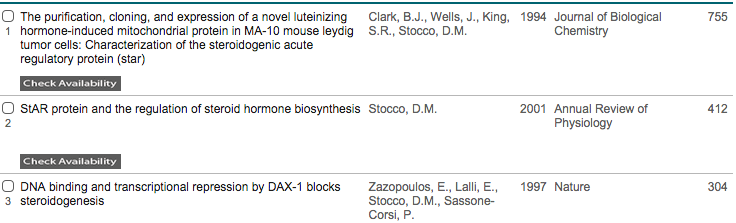 The purification, cloning, and expression of a novel luteinizing Clark, B.J., Wells, J., King, 1994 Journal of Biological 755
1 hormone-induced mitochondrial protein in MA-10 mouse leydig S.R., Stocco, D.M. Chemistry
tumor cells: Characterization of the steroidogenic acute
regulatory protein (star)
Check Availability
StAR protein and the regulation of steroid hormone biosynthesis Stocco, D.M. 2001 Annual Review of 412
2 Physiology
Check Availability
DNA binding and transcriptional repression by DAX-1 blocks Zazopoulos, E., Lalli, E., 1997 Nature 304
3 steroidogenesis Stocco, D.M., Sassone-
Corsi, P.